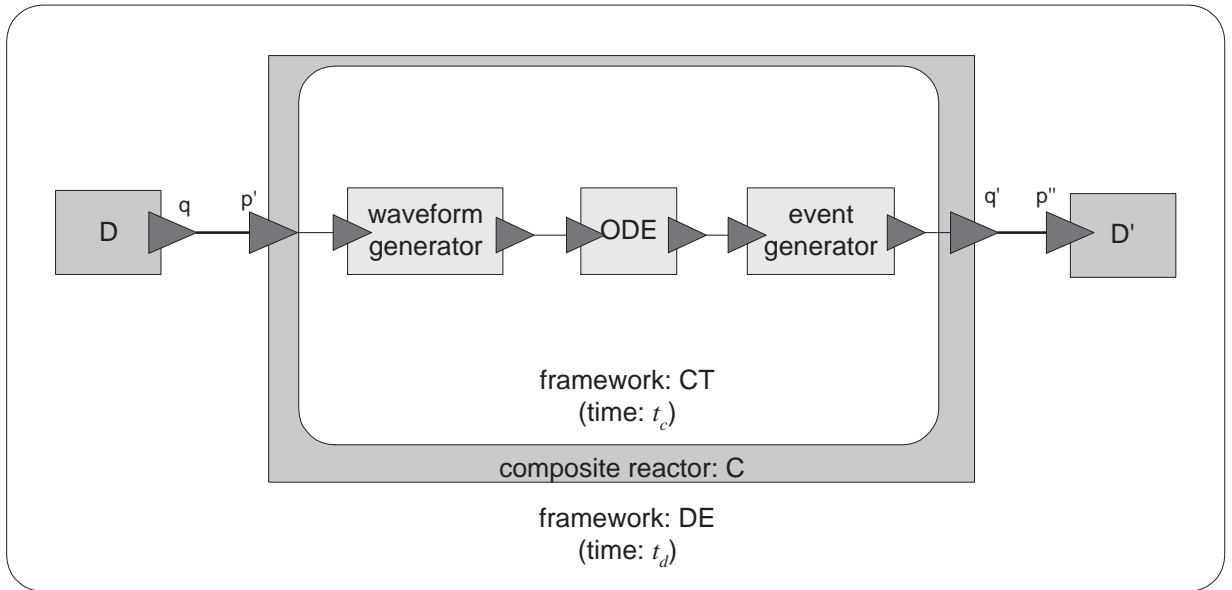 D
q
p'
waveform
generator
ODE
event
generator
q'
p"
D'
framework: CT
(time: t_c)
composite reactor: C
framework: DE
(time: t_d)